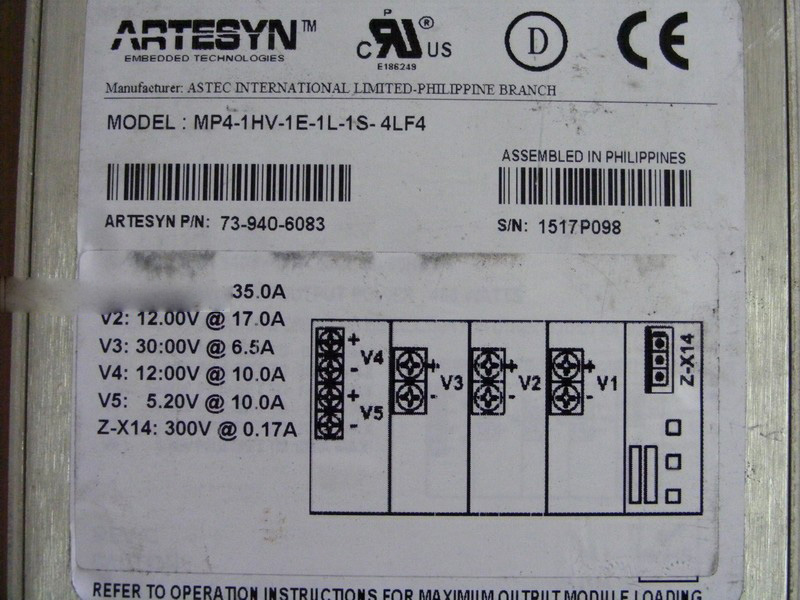 ARTESYN™
EMBEDDED TECHNOLOGIES
P
C RU® US
E186249
D
CE
Manufacturer: ASTEC INTERNATIONAL LIMITED-PHILIPPINE BRANCH
MODEL : MP4-1HV-1E-1L-1S- 4LF4
ASSEMBLED IN PHILIPPINES
ARTESYN P/N: 73-940-6083
S/N: 1517P098
35.0A
V2: 12.00V @ 17.0A
V3: 30:00V @ 6.5A
V4: 12:00V @ 10.0A
V5: 5.20V @ 10.0A
Z-X14: 300V @ 0.17A
+ V4 -
+ V5 -
+ V3 -
+ V2 -
+ V1 -
Z-X14
REFER TO OPERATION INSTRUCTIONS FOR MAXIMUM OUTPUT MODULE LOADING